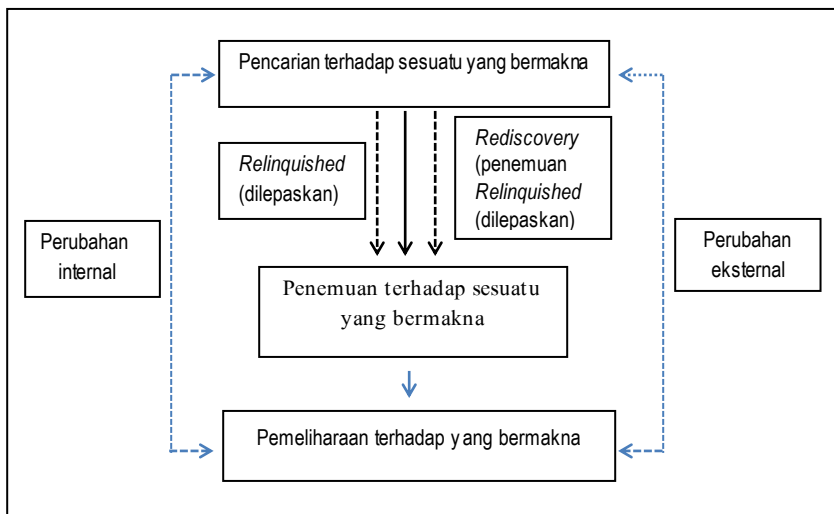 Pencarian terhadap sesuatu yang bermakna
Relinquished
(dilepaskan)
Rediscovery
(penemuan
Relinquished
(dilepaskan)
Perubahan
internal
Perubahan
eksternal
Penemuan terhadap sesuatu
yang bermakna
Pemeliharaan terhadap yang bermakna